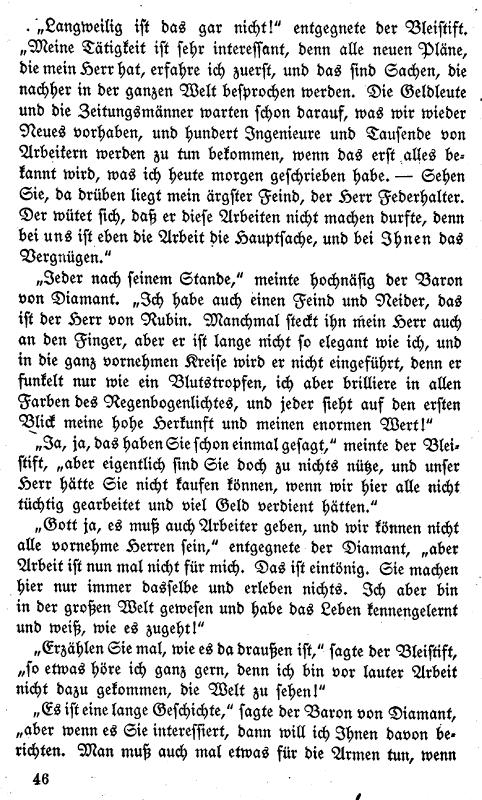 „Langweilig ist das gar nicht!“ entgegnete der Bleistift.
„Meine Tätigkeit ist sehr interessant, denn alle neuen Pläne,
die mein Herr hat, erfahre ich zuerst, und das sind Sachen, die
nachher in der ganzen Welt besprochen werden. Die Geldleute
und die Zeitungsmänner warten schon darauf, was wir wieder
Neues vorhaben, und hundert Ingenieure und Tausende von
Arbeitern werden zu tun bekommen, wenn das erst alles be-
kannt wird, was ich heute morgen geschrieben habe. — Sehen
Sie, da drüben liegt mein ärgster Feind, der Herr Federhalter.
Der wütet sich, daß er diese Arbeiten nicht machen durfte, denn
bei uns ist eben die Arbeit die Hauptsache, und bei Ihnen das
Vergnügen.“
„Jeder nach seinem Stande,“ meinte hochnäsig der Baron
von Diamant. „Ich habe auch einen Feind und Neider, das
ist der Herr von Rubin. Manchmal steckt ihn mein Herr auch
an den Finger, aber er ist lange nicht so elegant wie ich, und
in die ganz vornehmen Kreise wird er nicht eingeführt, denn er
funkelt nur wie ein Blutstropfen, ich aber brilliere in allen
Farben des Regenbogenlichtes, und jeder sieht auf den ersten
Blick meine hohe Herkunft und meinen enormen Wert!“
„Ja, ja, das haben Sie schon einmal gesagt,“ meinte der Blei-
stift, „aber eigentlich sind Sie doch zu nichts nütze, und unser
Herr hätte Sie nicht kaufen können, wenn wir hier alle nicht
tüchtig gearbeitet und viel Geld verdient hätten.“
„Gott ja, es muß auch Arbeiter geben, und wir können nicht
alle vornehme Herren sein,“ entgegnete der Diamant, „aber
Arbeit ist nun mal nicht für mich. Das ist eintönig. Sie machen
hier nur immer dasselbe und erleben nichts. Ich aber bin
in der großen Welt gewesen und habe das Leben kennengelernt
und weiß, wie es zugeht!“
„Erzählen Sie mal, wie es da draußen ist,“ sagte der Bleistift,
„so etwas höre ich ganz gern, denn ich bin vor lauter Arbeit
nicht dazu gekommen, die Welt zu sehen!“
„Es ist eine lange Geschichte,“ sagte der Baron von Diamant,
„aber wenn es Sie interessiert, dann will ich Ihnen davon be-
richten. Man muß auch mal etwas für die Armen tun, wenn
46